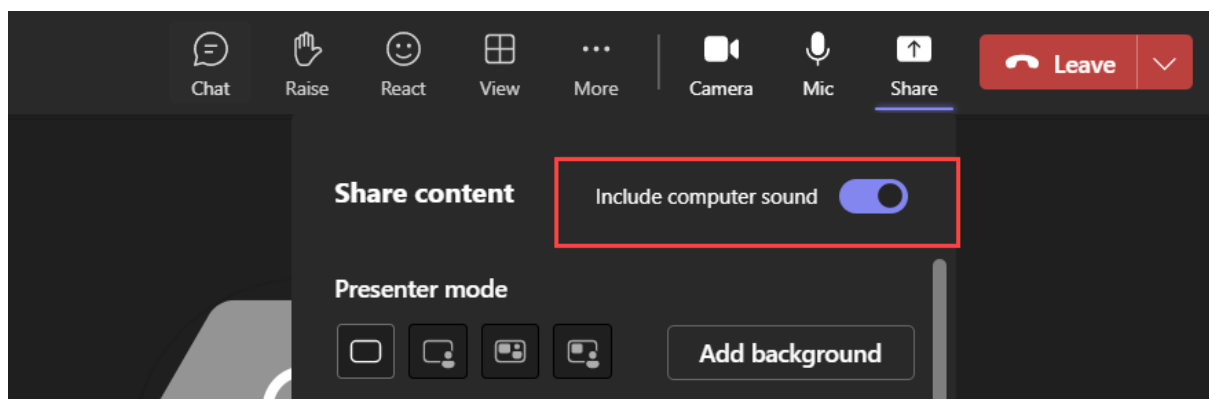 Chat Raise React View More Camera Mic Share Leave
Share content Include computer sound
Presenter mode
Add background